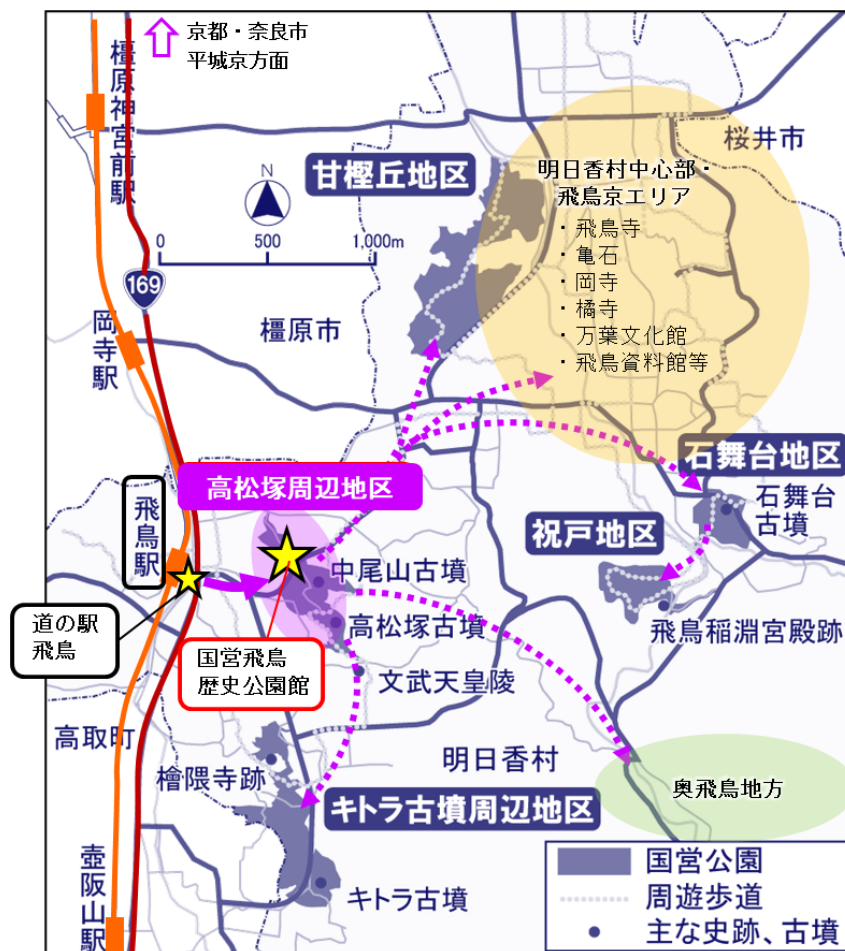 京都・奈良市
平城京方面
橿原神宮前駅
桜井市
明日香村中心部・
飛鳥京エリア
・飛鳥寺
・亀石
・岡寺
・橘寺
・万葉文化館
・飛鳥資料館等
甘樫丘地区
N
0 500 1,000m
169
橿原市
岡寺駅
石舞台地区
石舞台
古墳
高松塚周辺地区
飛鳥駅
祝戸地区
中尾山古墳
高松塚古墳
飛鳥稲淵宮殿跡
道の駅
飛鳥
国営飛鳥
歴史公園館
文武天皇陵
高取町
檜隈寺跡
明日香村
奥飛鳥地方
キトラ古墳周辺地区
キトラ古墳
壺阪山駅
国営公園
周遊歩道
主な史跡、古墳